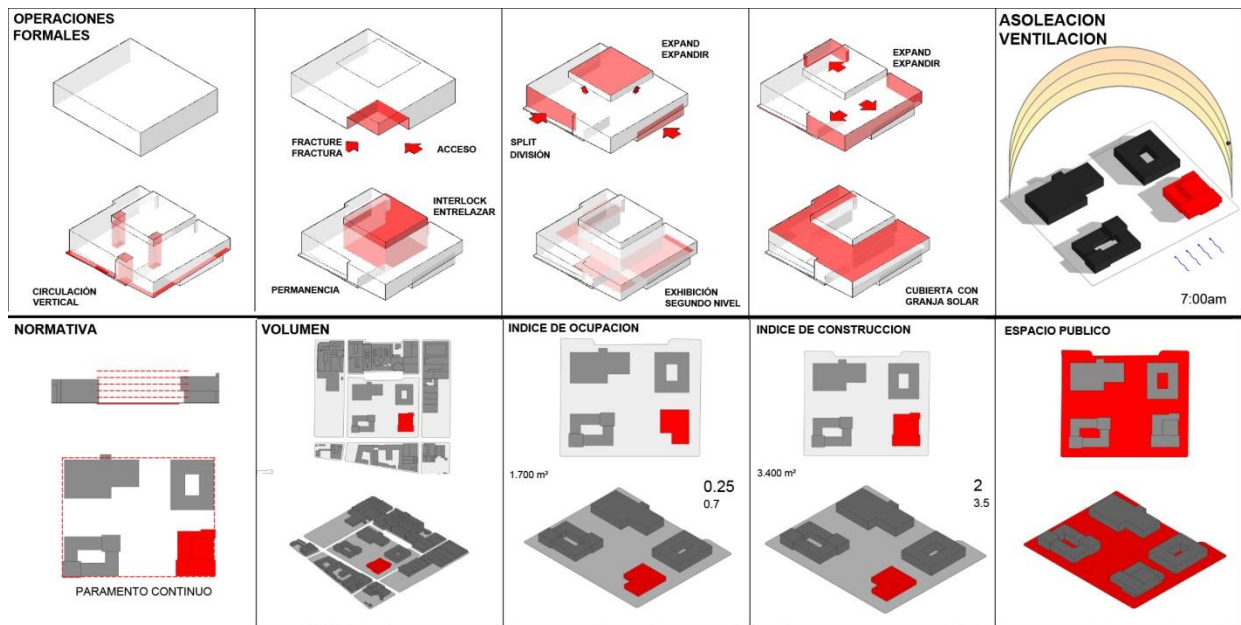 OPERACIONES
FORMALES
FRACTURE
FRACTURA
ACCESO
EXPAND
EXPANDIR
SPLIT
DIVISIÓN
EXPAND
EXPANDIR
ASOLEACION
VENTILACION
CIRCULACIÓN
VERTICAL
INTERLOCK
ENTRELAZAR
PERMANENCIA
EXHIBICIÓN
SEGUNDO NIVEL
CUBIERTA CON
GRANJA SOLAR
7:00am
NORMATIVA
PARAMENTO CONTINUO
VOLUMEN
INDICE DE OCUPACION
1.700 m²
0.25
0.7
INDICE DE CONSTRUCCION
3.400 m²
2
3.5
ESPACIO PUBLICO